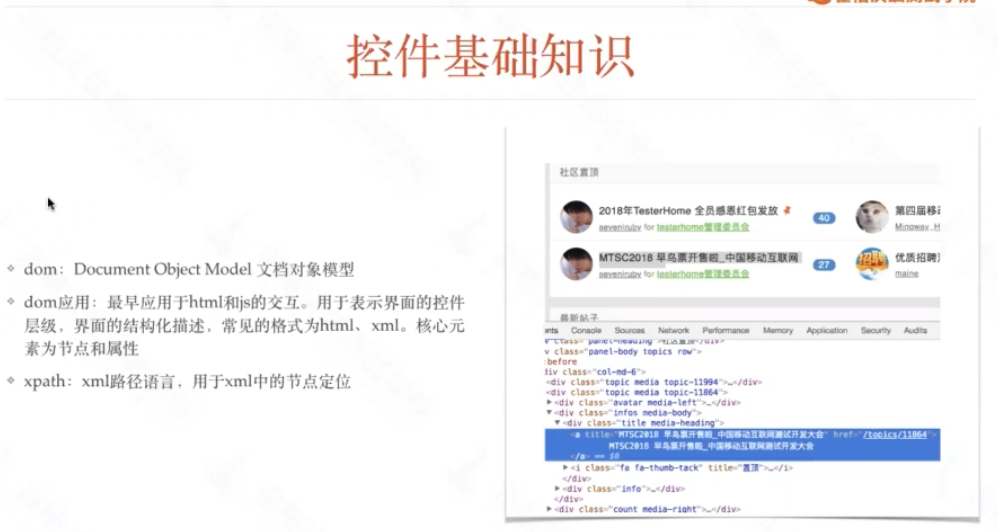 控件基础知识
dom：Document Object Model 文档对象模型
dom应用：最早应用于html和js的交互。用于表示界面的控件
层级，界面的结构化描述，常见的格式为html、xml。核心元
素为节点和属性
xpath：xml路径语言，用于xml中的节点定位
社区置顶
2018年TesterHome 全员感恩红包发放
40
第四届移
seveniruby for testerhome管理委员会
Minoway_H
MTSC2018 早鸟票开售啦_中国移动互联网
27
优质招聘
seveniruby for testerhome管理委员会
maine
最新帖子
nts Console Sources Network Performance Memory Application Security Audits
v class="panel-heading">社区置顶</div>
v class="panel-body topics row">
:before
div class="col-md-6">
<div class="topic media topic-11994">…</div>
<div class="topic media topic-11864">
<div class="avatar media-left">…</div>
<div class="infos media-body">
<div class="title media-heading">
<a title="MTSC2018 早鸟票开售啦_中国移动互联网测试开发大会" href="/topics/11864">
MTSC2018 早鸟票开售啦_中国移动互联网测试开发大会
</a> == $0
<i class="fa fa-thumb-tack" title="置顶">…</i>
</div>
<div class="info">…</div>
</div>
<div class="count media-right">…</div>